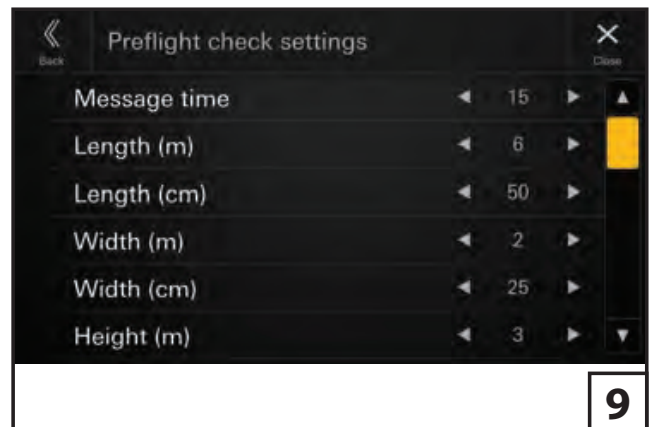 Preflight check settings
Back
Close
Message time ◀ 15 ▶
Length (m) ◀ 6 ▶
Length (cm) ◀ 50 ▶
Width (m) ◀ 2 ▶
Width (cm) ◀ 25 ▶
Height (m) ◀ 3 ▶
9